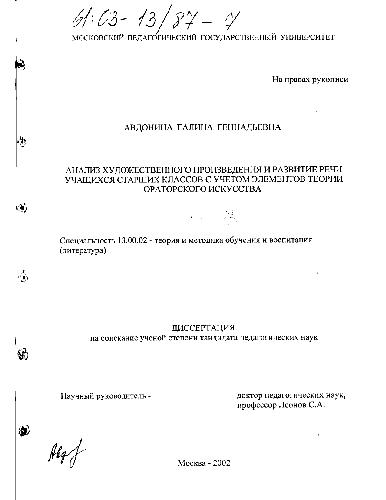 61:03-13/87-7
МОСКОВСКИЙ ПЕДАГОГИЧЕСКИЙ ГОСУДАРСТВЕННЫЙ УНИВЕРСИТЕТ
На правах рукописи
АВДОНИНА ГАЛИНА ГЕННАДЬЕВНА
АНАЛИЗ ХУДОЖЕСТВЕННОГО ПРОИЗВЕДЕНИЯ И РАЗВИТИЕ РЕЧИ
УЧАЩИХСЯ СТАРШИХ КЛАССОВ С УЧЕТОМ ЭЛЕМЕНТОВ ТЕОРИИ
ОРАТОРСКОГО ИСКУССТВА
Специальность 13.00.02 - теория и методика обучения и воспитания
(литература)
ДИССЕРТАЦИЯ
на соискание ученой степени кандидата педагогических наук
Научный руководитель -
доктор педагогических наук,
профессор Леонов С.А.
Москва - 2002